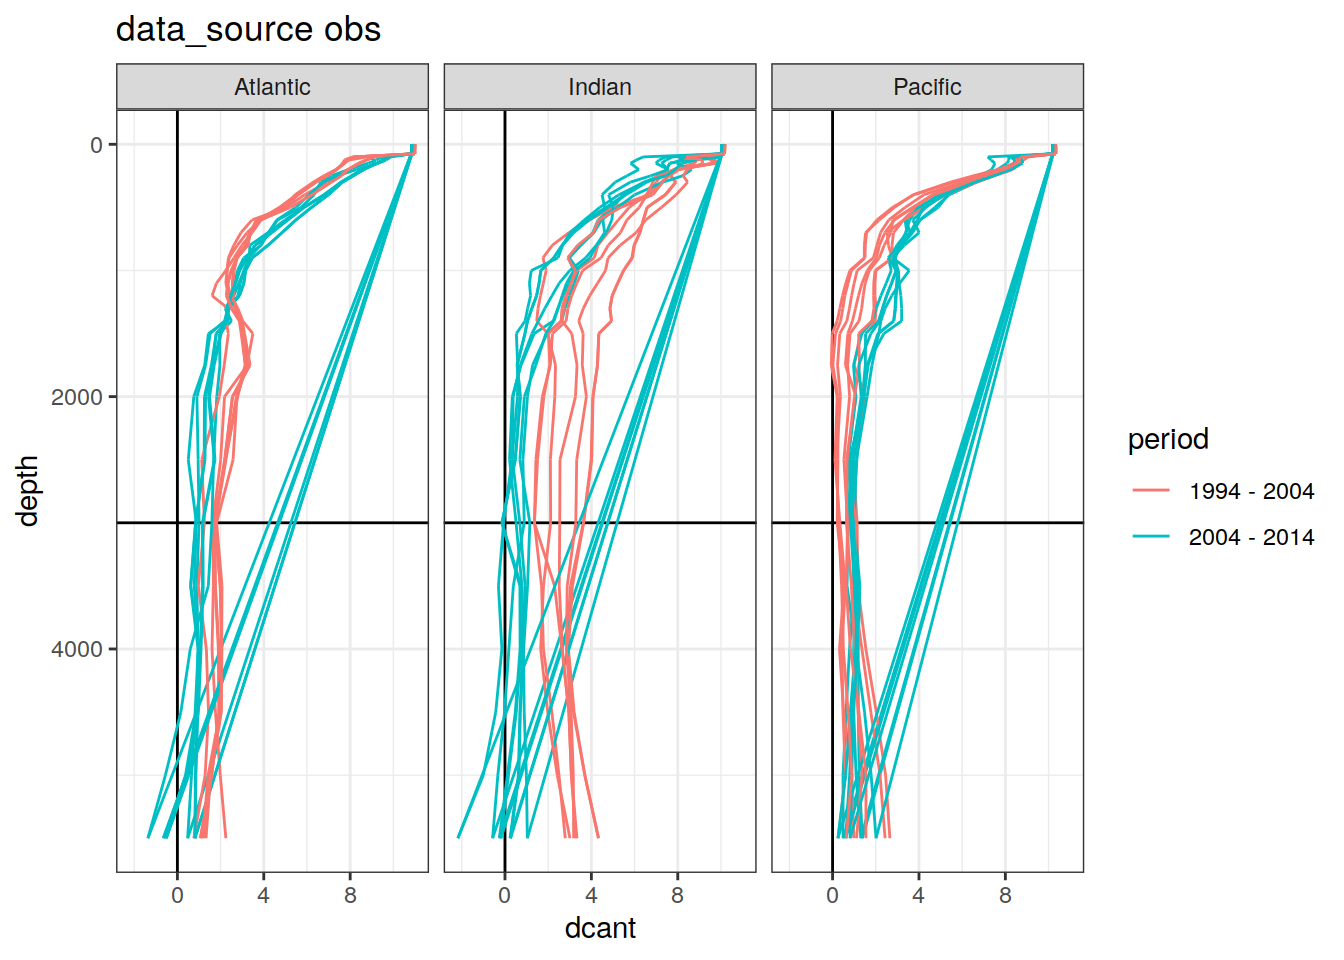 data_source obs
Atlantic
Indian
Pacific
0
2000
4000
depth
0 4 8
0 4 8
0 4 8
dcant
period
1994 - 2004
2004 - 2014